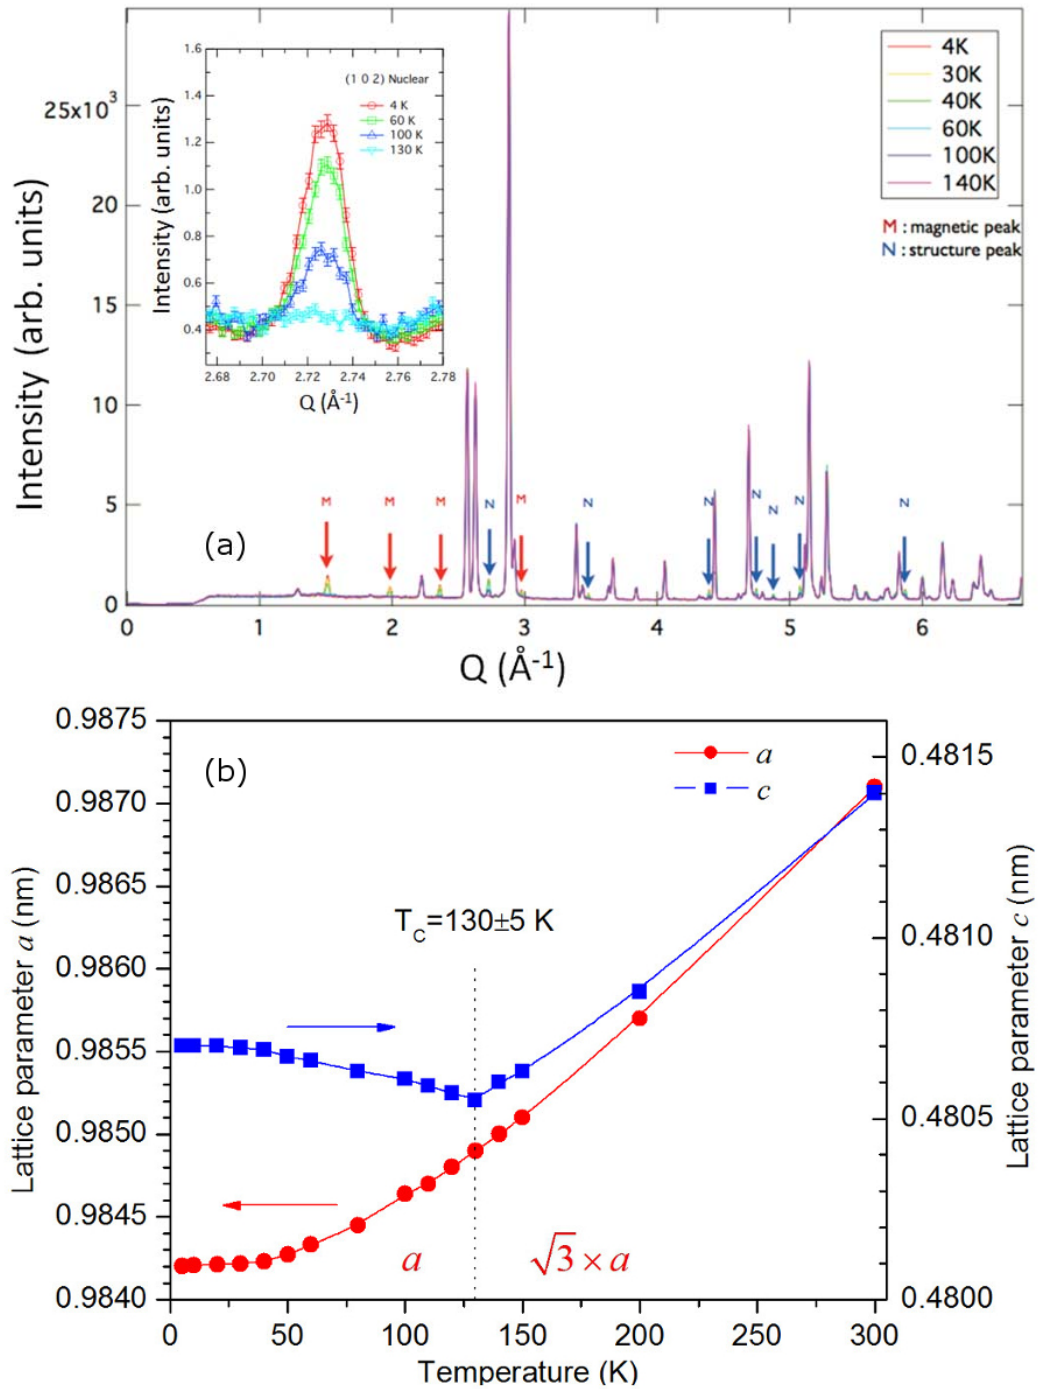 Intensity (arb. units)
25x10³
20
15
10
5
0
0
1
2
3
4
5
6
Q (Å⁻¹)
(a)
4K
30K
40K
60K
100K
140K
M : magnetic peak
N : structure peak
M
M
M
N
M
N
N
N
N
N
N
Intensity (arb. units)
1.6
1.4
1.2
1.0
0.8
0.6
0.4
2.68
2.70
2.72
2.74
2.76
2.78
Q (Å⁻¹)
(1 0 2) Nuclear
4 K
60 K
100 K
130 K
(b)
a
c
Lattice parameter a (nm)
0.9875
0.9870
0.9865
0.9860
0.9855
0.9850
0.9845
0.9840
Lattice parameter c (nm)
0.4815
0.4810
0.4805
0.4800
T_C=130±5 K
a
√3 × a
0
50
100
150
200
250
300
Temperature (K)